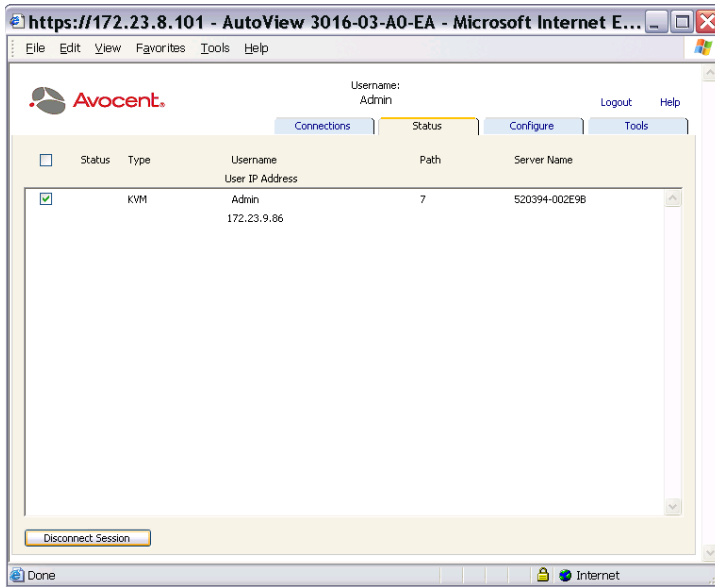 https://172.23.8.101 - AutoView 3016-03-A0-EA - Microsoft Internet E...
File Edit View Favorites Tools Help
Avocent.
Username:
Admin
Logout Help
Connections Status Configure Tools
Status Type Username Path Server Name
User IP Address
KVM Admin 7 520394-002E9B
172.23.9.86
Disconnect Session
Done Internet